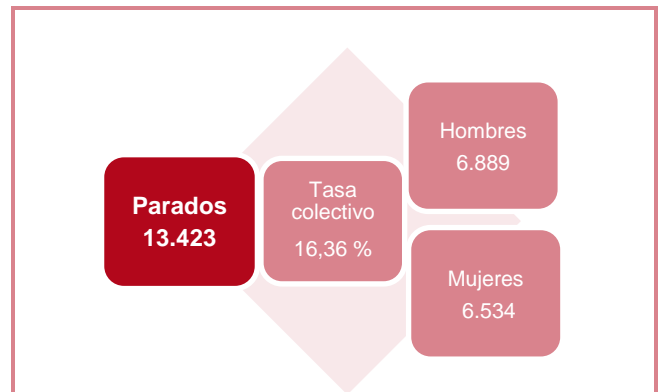 Parados
13.423
Tasa
colectivo
16,36 %
Hombres
6.889
Mujeres
6.534